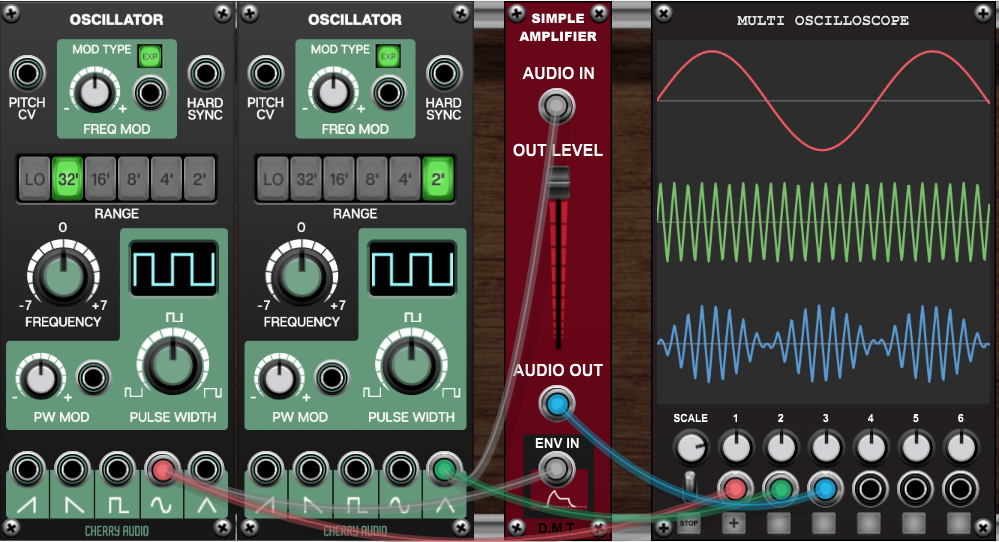 OSCILLATOR
MOD TYPE
EXP
PITCH
CV
- +
FREQ MOD
HARD
SYNC
LO 32' 16' 8' 4' 2'
RANGE
0
-7 +7
FREQUENCY
- +
PW MOD
PULSE WIDTH
CHERRY AUDIO
OSCILLATOR
MOD TYPE
EXP
PITCH
CV
- +
FREQ MOD
HARD
SYNC
LO 32' 16' 8' 4' 2'
RANGE
0
-7 +7
FREQUENCY
- +
PW MOD
PULSE WIDTH
CHERRY AUDIO
SIMPLE
AMPLIFIER
AUDIO IN
OUT LEVEL
AUDIO OUT
ENV IN
D.M.T
MULTI OSCILLOSCOPE
SCALE 1 2 3 4 5 6
STOP +